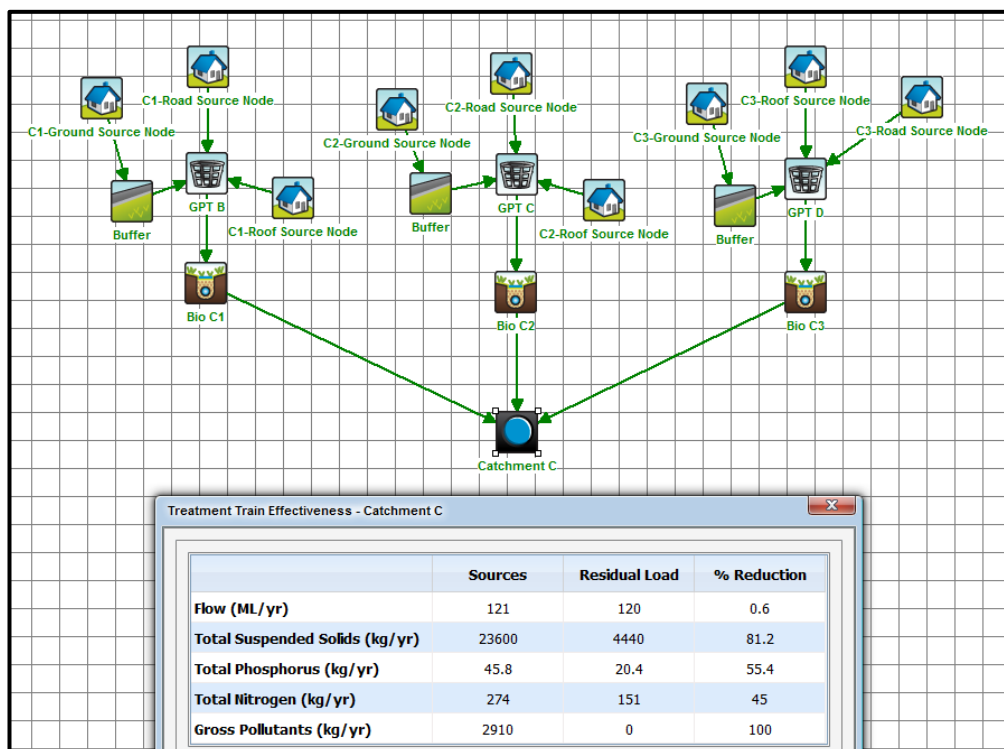 C1-Road Source Node
C1-Ground Source Node
Buffer
GPT B
C1-Roof Source Node
Bio C1
C2-Road Source Node
C2-Ground Source Node
Buffer
GPT C
C2-Roof Source Node
Bio C2
C3-Roof Source Node
C3-Ground Source Node
C3-Road Source Node
Buffer
GPT D
Bio C3
Catchment C
Treatment Train Effectiveness - Catchment C
Sources Residual Load % Reduction
Flow (ML/yr) 121 120 0.6
Total Suspended Solids (kg/yr) 23600 4440 81.2
Total Phosphorus (kg/yr) 45.8 20.4 55.4
Total Nitrogen (kg/yr) 274 151 45
Gross Pollutants (kg/yr) 2910 0 100